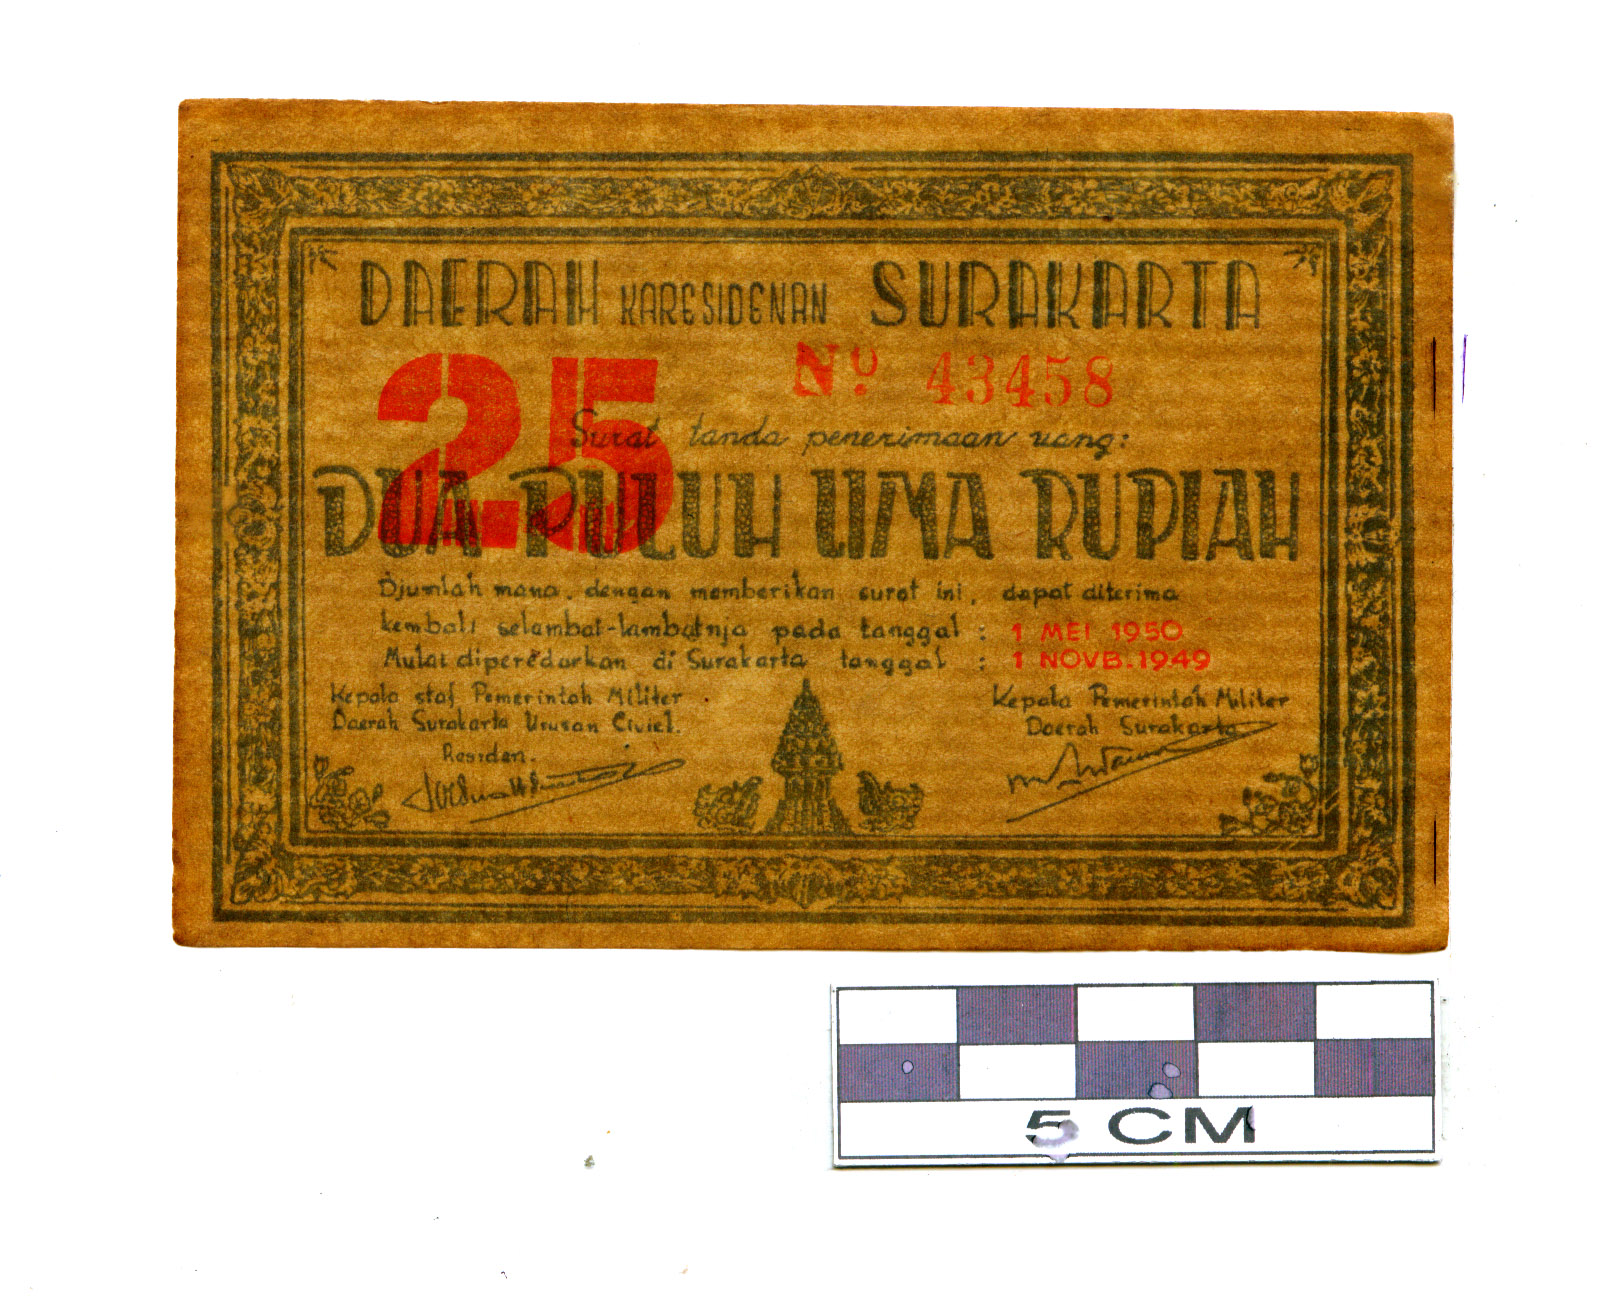 DAERAH KARESIDENAN SURAKARTA
25
No. 43458
Surat tanda penerimaan uang:
DUA PULUH LIMA RUPIAH
Djumlah mana, dengan memberikan surat ini, dapat diterima
kembali selambat-lambatnja pada tanggal : 1 MEI 1950
Mulai diperedarkan di Surakarta tanggal : 1 NOVB. 1949
Kepala staf Pemerintah Militer
Daerah Surakarta Urusan Civiel.
Residen.
Kepala Pemerintah Militer
Daerah Surakarta
5 CM